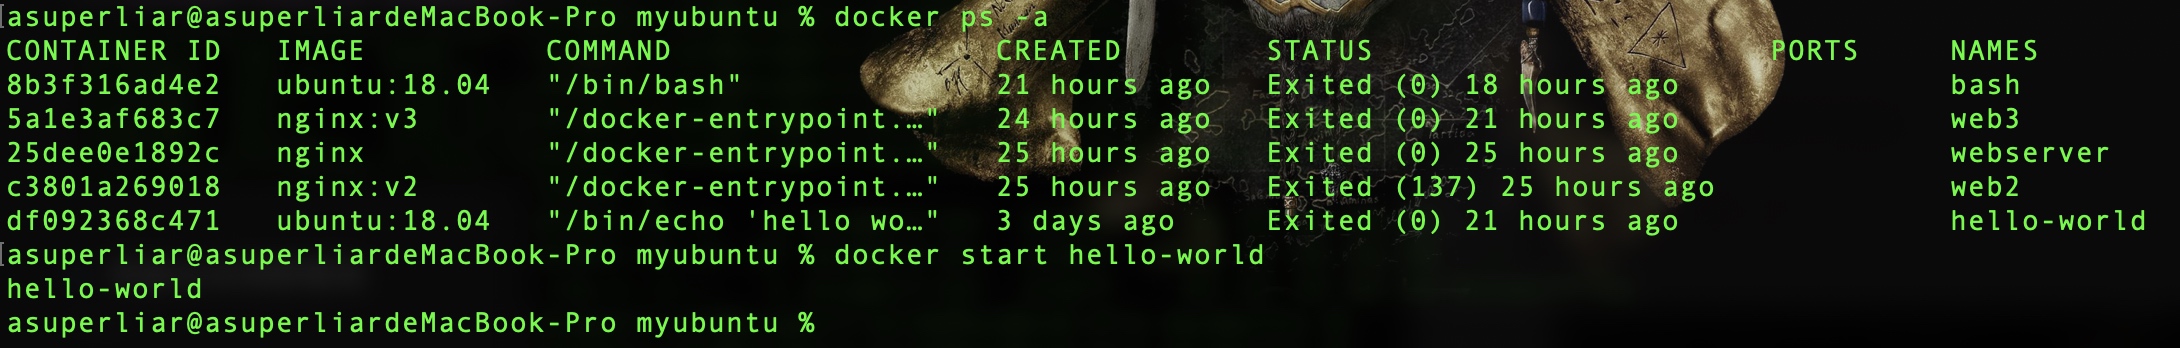 asuperliar@asuperliardeMacBook-Pro myubuntu % docker ps -a
CONTAINER ID   IMAGE          COMMAND                  CREATED        STATUS                      PORTS     NAMES
8b3f316ad4e2   ubuntu:18.04   "/bin/bash"              21 hours ago   Exited (0) 18 hours ago               bash
5a1e3af683c7   nginx:v3       "/docker-entrypoint.…"   24 hours ago   Exited (0) 21 hours ago               web3
25dee0e1892c   nginx          "/docker-entrypoint.…"   25 hours ago   Exited (0) 25 hours ago               webserver
c3801a269018   nginx:v2       "/docker-entrypoint.…"   25 hours ago   Exited (137) 25 hours ago             web2
df092368c471   ubuntu:18.04   "/bin/echo 'hello wo…"   3 days ago     Exited (0) 21 hours ago               hello-world
asuperliar@asuperliardeMacBook-Pro myubuntu % docker start hello-world
hello-world
asuperliar@asuperliardeMacBook-Pro myubuntu %